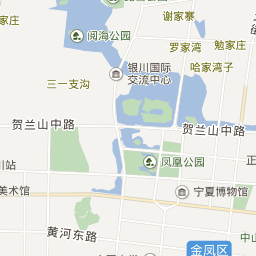 谢家寨
阅海公园
罗家湾
勉家庄
银川国际
交流中心
哈家湾子
三一支沟
贺兰山中路
贺兰山中路
凤凰公园
川站
美术馆
宁夏博物馆
黄河东路
中山
金凤区